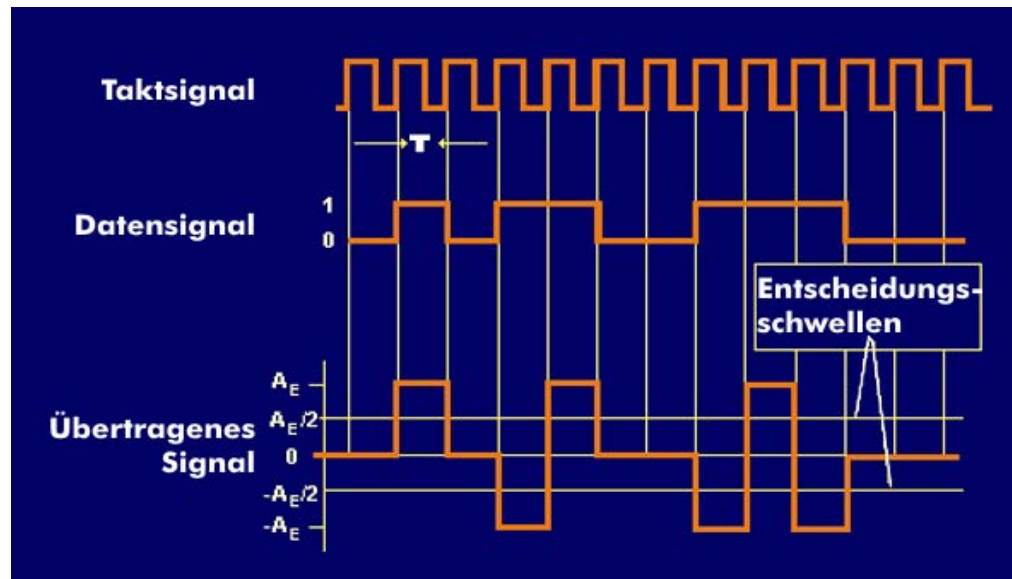 Taktsignal
T
1
Datensignal
0
Entscheidungs-
schwellen
A_E
A_E/2
Übertragenes
Signal
0
-A_E/2
-A_E